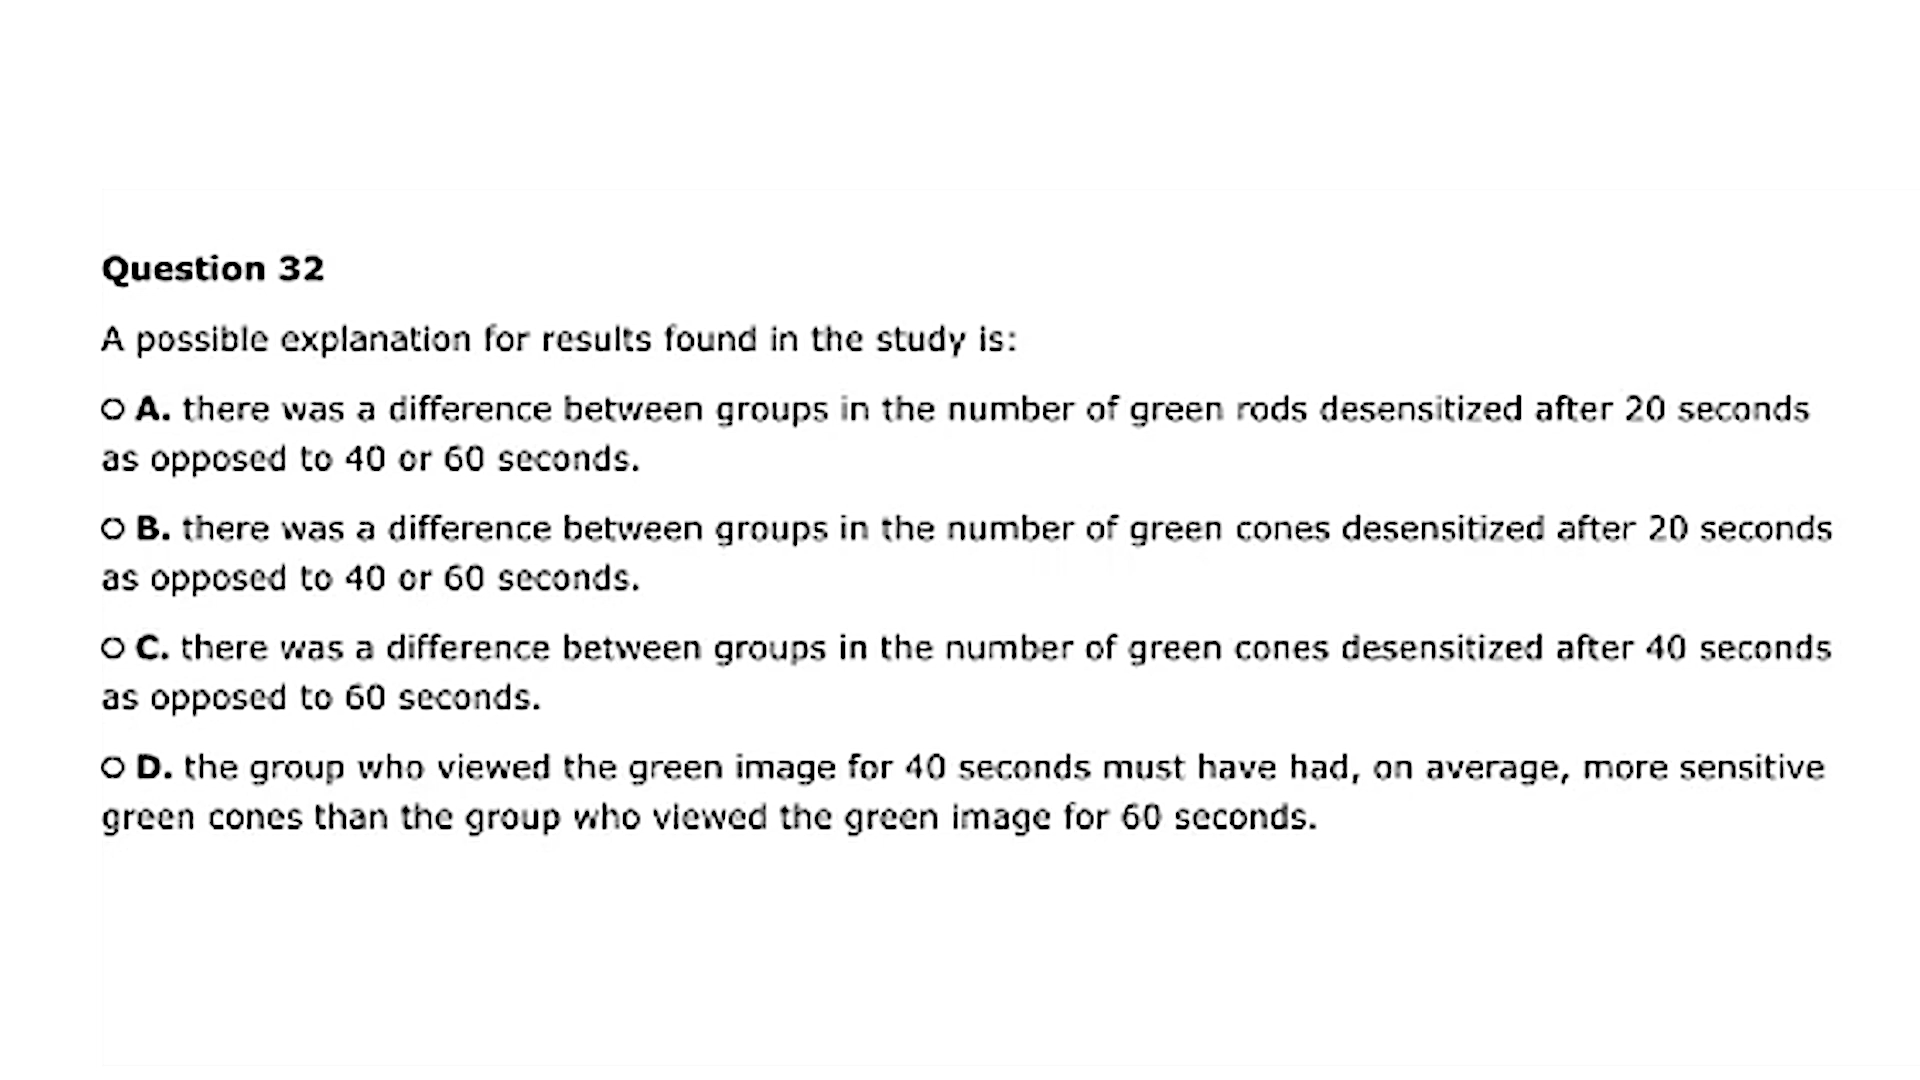 Question 32
A possible explanation for results found in the study is:
O A. there was a difference between groups in the number of green rods desensitized after 20 seconds
as opposed to 40 or 60 seconds.
O B. there was a difference between groups in the number of green cones desensitized after 20 seconds
as opposed to 40 or 60 seconds.
O C. there was a difference between groups in the number of green cones desensitized after 40 seconds
as opposed to 60 seconds.
O D. the group who viewed the green image for 40 seconds must have had, on average, more sensitive
green cones than the group who viewed the green image for 60 seconds.